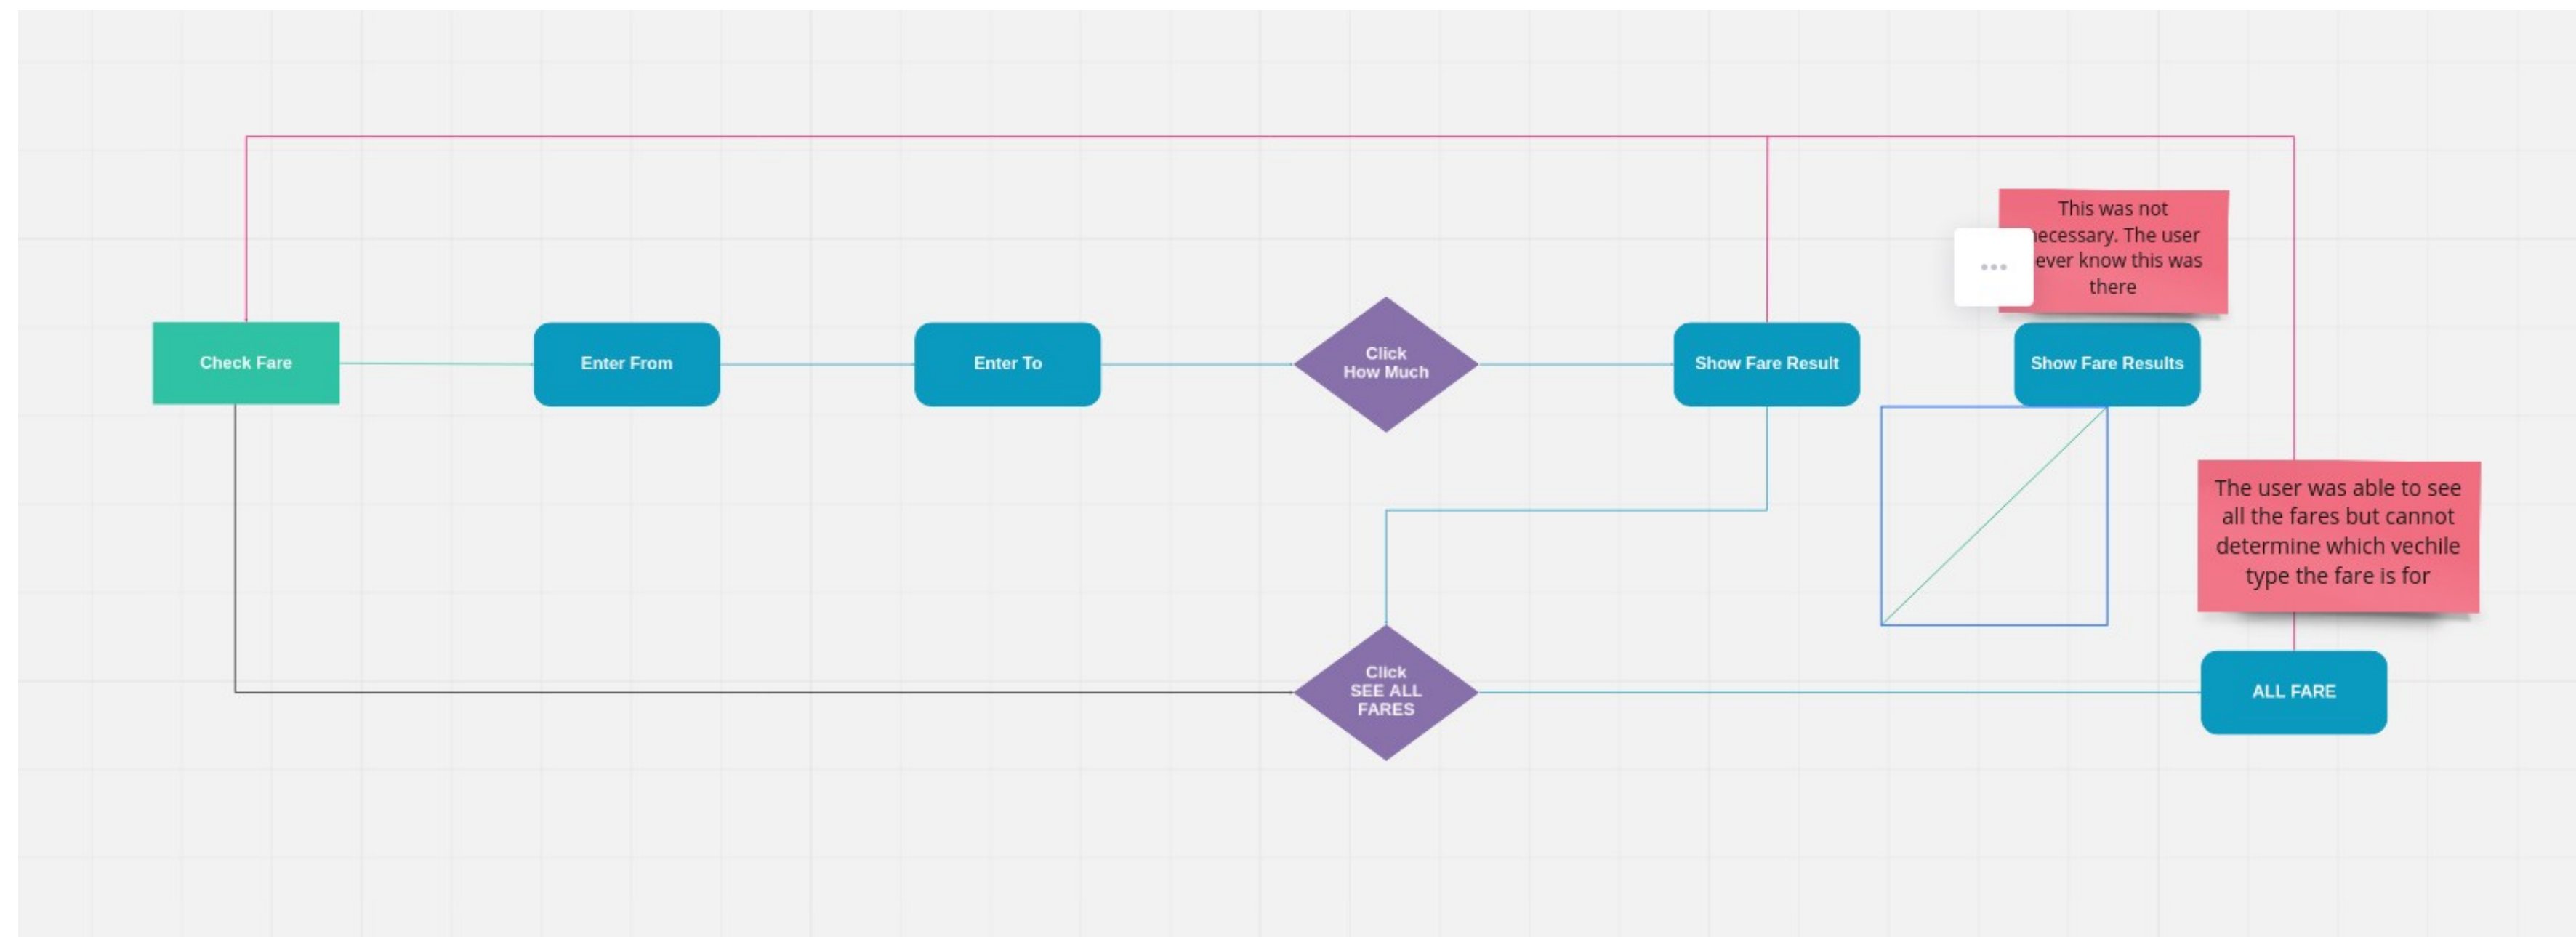 This was not
The user
ever know this was
there
Check Fare
Enter From
Enter To
Click
How Much
Show Fare Result
Show Fare Results
The user was able to see
all the fares but cannot
determine which vechile
type the fare is for
Click
SEE ALL
FARES
ALL FARE